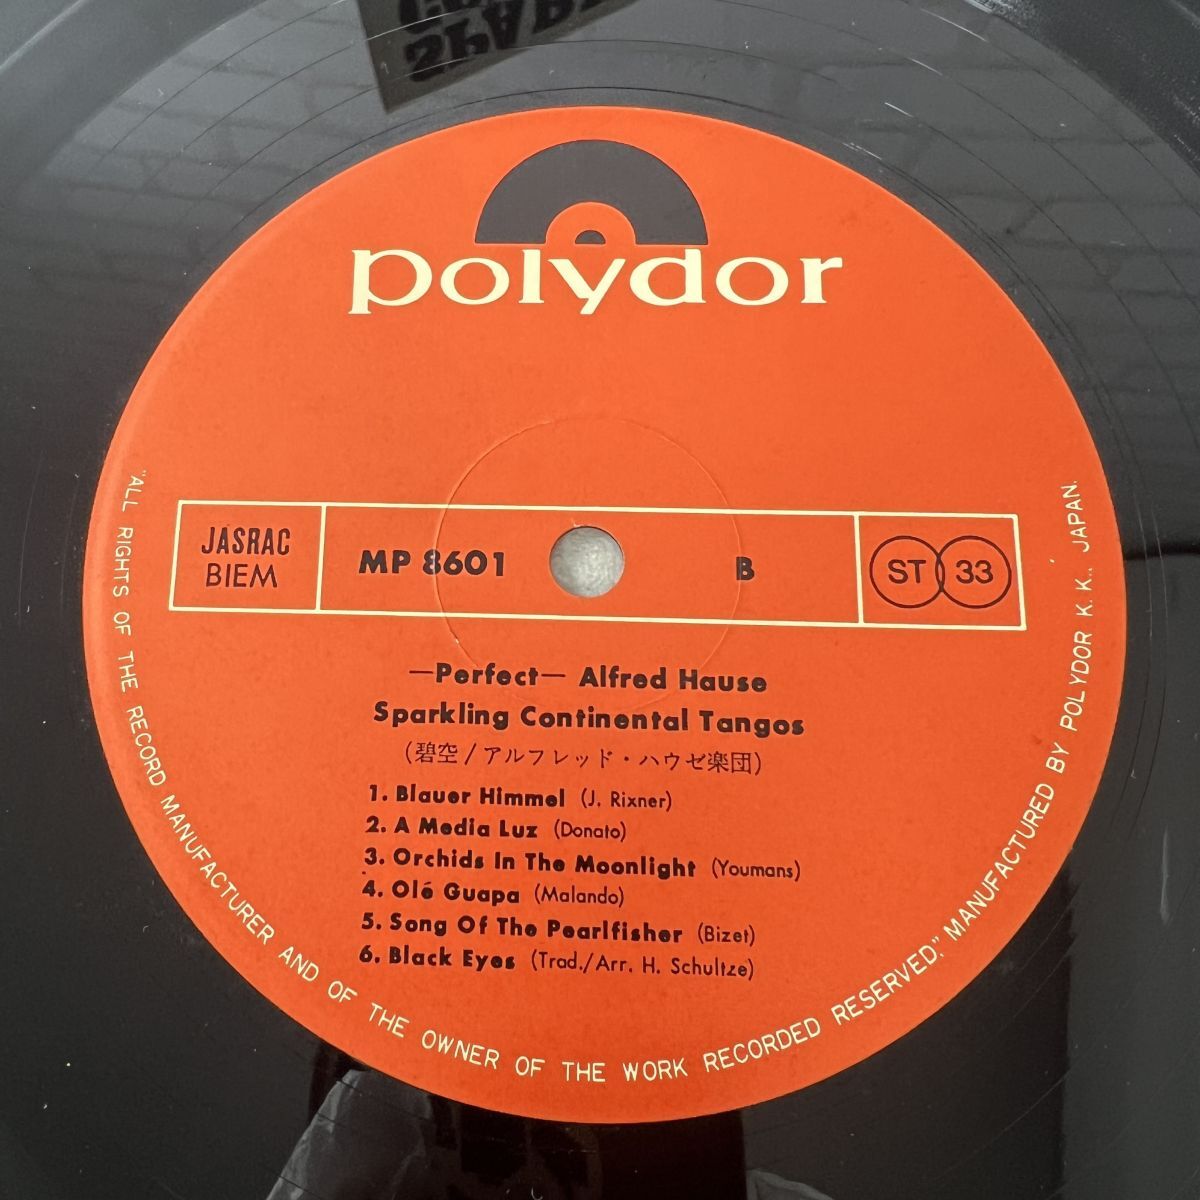 polydor
JASRAC
BIEM
MP 8601
B
ST 33
—Perfect— Alfred Hause
Sparkling Continental Tangos
(碧空/アルフレッド・ハウゼ楽団)
1. Blauer Himmel (J. Rixner)
2. A Media Luz (Donato)
3. Orchids In The Moonlight (Youmans)
4. Olé Guapa (Malando)
5. Song Of The Pearlfisher (Bizet)
6. Black Eyes (Trad./Arr. H. Schultze)
"ALL RIGHTS OF THE RECORD MANUFACTURER AND OF THE OWNER OF THE WORK RECORDED RESERVED," MANUFACTURED BY POLYDOR K. K., JAPAN.